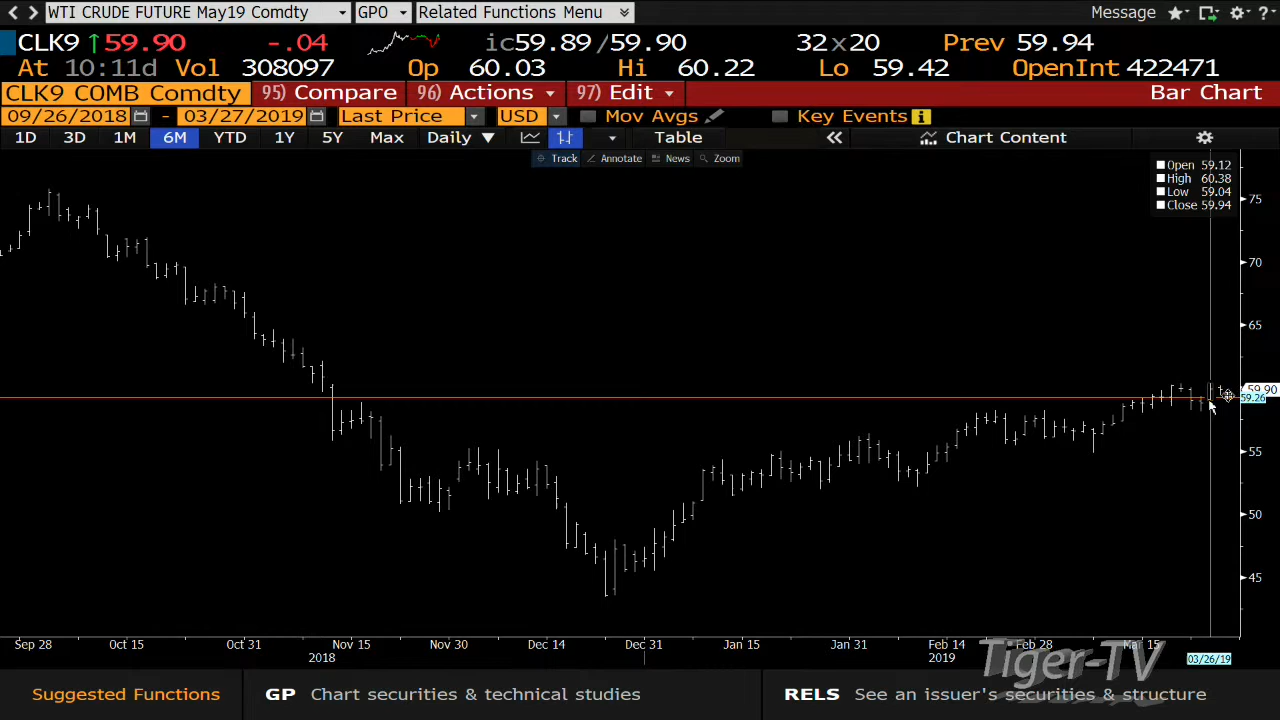 WTI CRUDE FUTURE May19 Comdty GPO Related Functions Menu Message ?
CLK9 ↑59.90 -.04 ic59.89/59.90 32x20 Prev 59.94
At 10:11d Vol 308097 Op 60.03 Hi 60.22 Lo 59.42 OpenInt 422471
CLK9 COMB Comdty 95) Compare 96) Actions 97) Edit Bar Chart
09/26/2018 - 03/27/2019 Last Price USD Mov Avgs Key Events i
1D 3D 1M 6M YTD 1Y 5Y Max Daily ▼ Table « Chart Content
Track Annotate News Zoom
Open 59.12
High 60.38
Low 59.04
Close 59.94
75
70
65
59.90
59.26
55
50
45
Sep 28 Oct 15 Oct 31 Nov 15 Nov 30 Dec 14 Dec 31 Jan 15 Jan 31 Feb 14 Feb 28 Mar 15
2018 2019 03/26/19
Tiger-TV
Suggested Functions GP Chart securities & technical studies RELS See an issuer's securities & structure